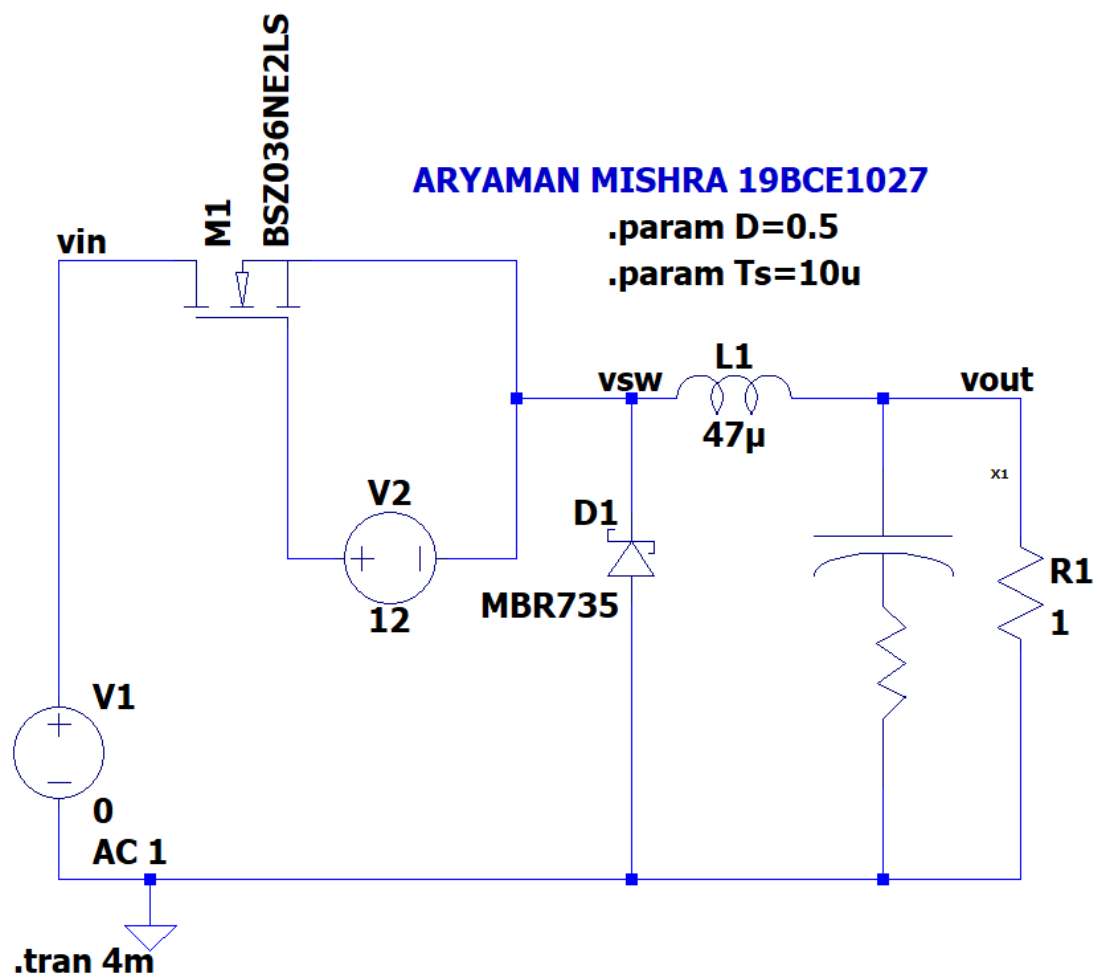 BSZ036NE2LS
M1
ARYAMAN MISHRA 19BCE1027
.param D=0.5
.param Ts=10u
vin
vsw
L1
47µ
vout
X1
V2
12
D1
MBR735
R1
1
V1
0
AC 1
.tran 4m